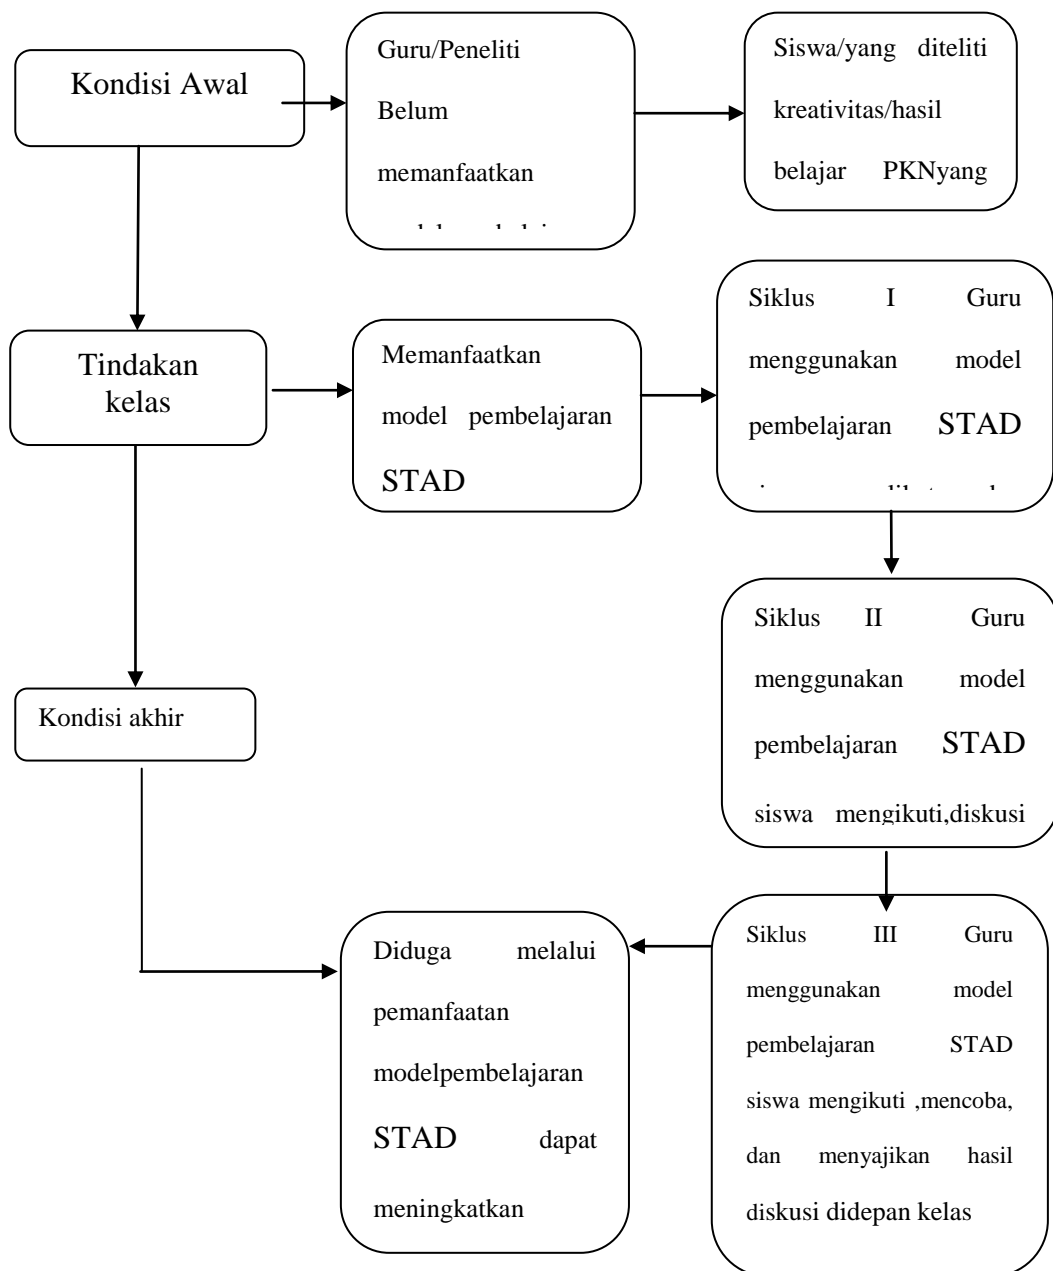 Kondisi Awal
Guru/Peneliti
Belum
memanfaatkan
Siswa/yang diteliti
kreativitas/hasil
belajar PKNyang
Tindakan
kelas
Memanfaatkan
model pembelajaran
STAD
Siklus I Guru
menggunakan model
pembelajaran STAD
Siklus II Guru
menggunakan model
pembelajaran STAD
siswa mengikuti,diskusi
Kondisi akhir
Diduga melalui
pemanfaatan
modelpembelajaran
STAD dapat
meningkatkan
Siklus III Guru
menggunakan model
pembelajaran STAD
siswa mengikuti ,mencoba,
dan menyajikan hasil
diskusi didepan kelas